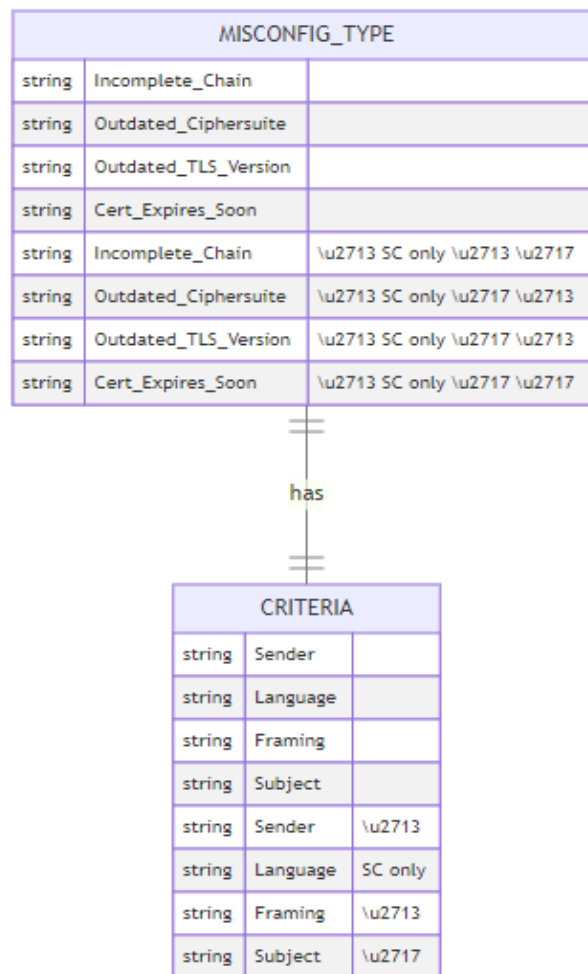 MISCONFIG_TYPE
string Incomplete_Chain
string Outdated_Ciphersuite
string Outdated_TLS_Version
string Cert_Expires_Soon
string Incomplete_Chain \u2713 SC only \u2713 \u2717
string Outdated_Ciphersuite \u2713 SC only \u2717 \u2713
string Outdated_TLS_Version \u2713 SC only \u2717 \u2713
string Cert_Expires_Soon \u2713 SC only \u2717 \u2717
has
CRITERIA
string Sender
string Language
string Framing
string Subject
string Sender \u2713
string Language SC only
string Framing \u2713
string Subject \u2717